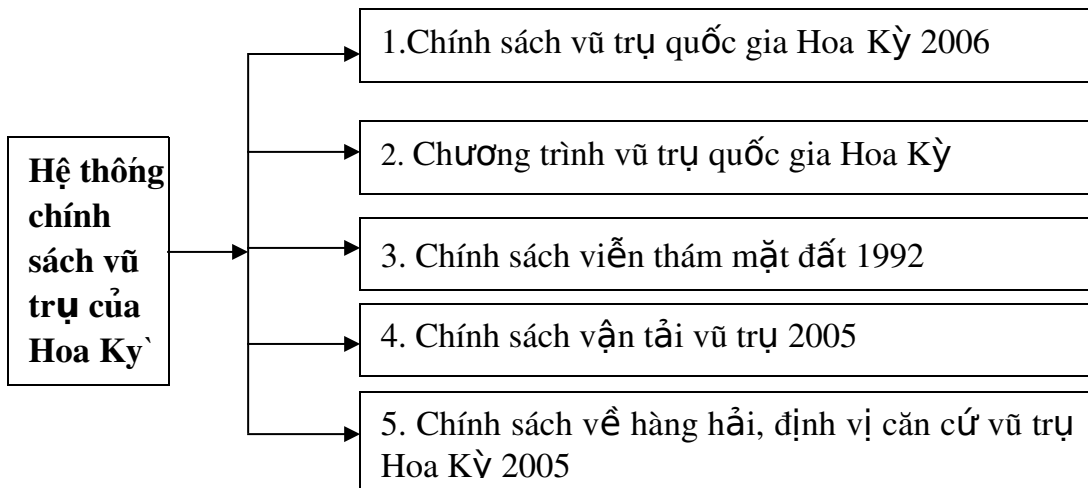 Hệ thống
chính
sách vũ
trụ của
Hoa Kỳ
1.Chính sách vũ trụ quốc gia Hoa Kỳ 2006
2. Chương trình vũ trụ quốc gia Hoa Kỳ
3. Chính sách viễn thám mặt đất 1992
4. Chính sách vận tải vũ trụ 2005
5. Chính sách về hàng hải, định vị căn cứ vũ trụ
Hoa Kỳ 2005